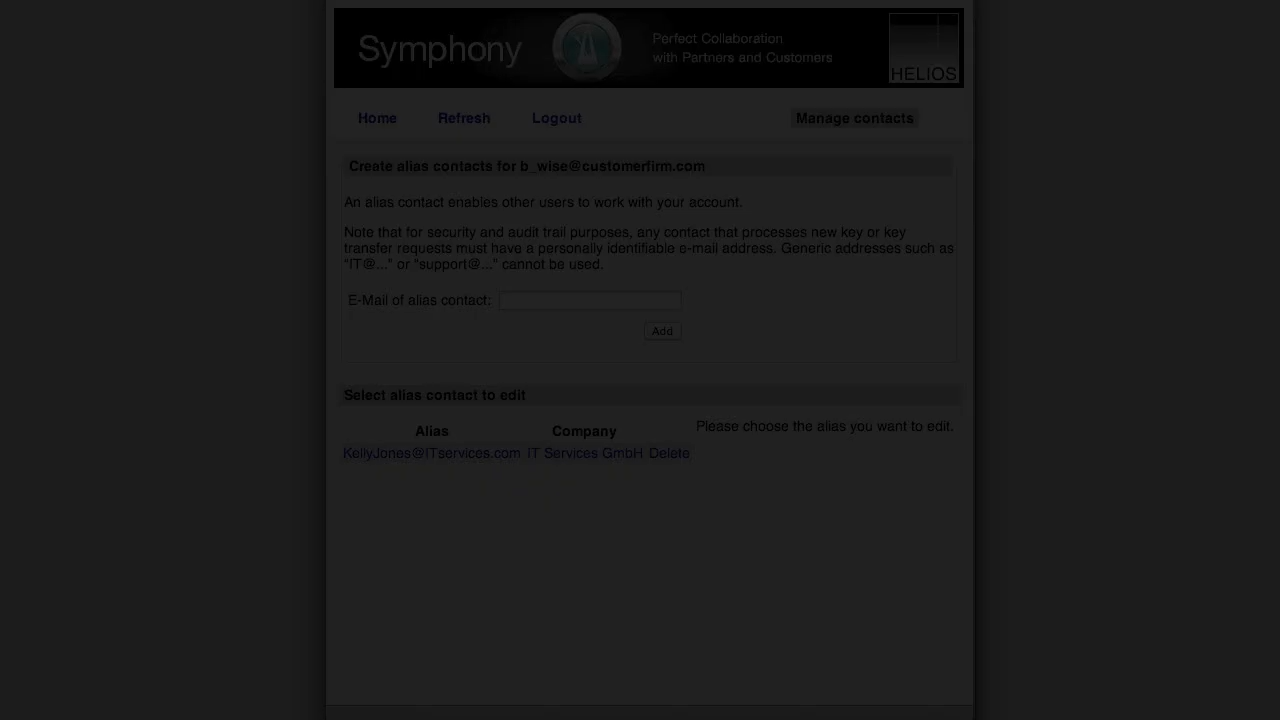 Symphony
Perfect Collaboration
with Partners and Customers
HELIOS
Home Refresh Logout Manage contacts
Create alias contacts for b_wise@customerfirm.com
An alias contact enables other users to work with your account.
Note that for security and audit trail purposes, any contact that processes new key or key
transfer requests must have a personally identifiable e-mail address. Generic addresses such as
"IT@..." or "support@..." cannot be used.
E-Mail of alias contact:
Add
Select alias contact to edit
Alias Company Please choose the alias you want to edit.
KellyJones@ITservices.com IT Services GmbH Delete